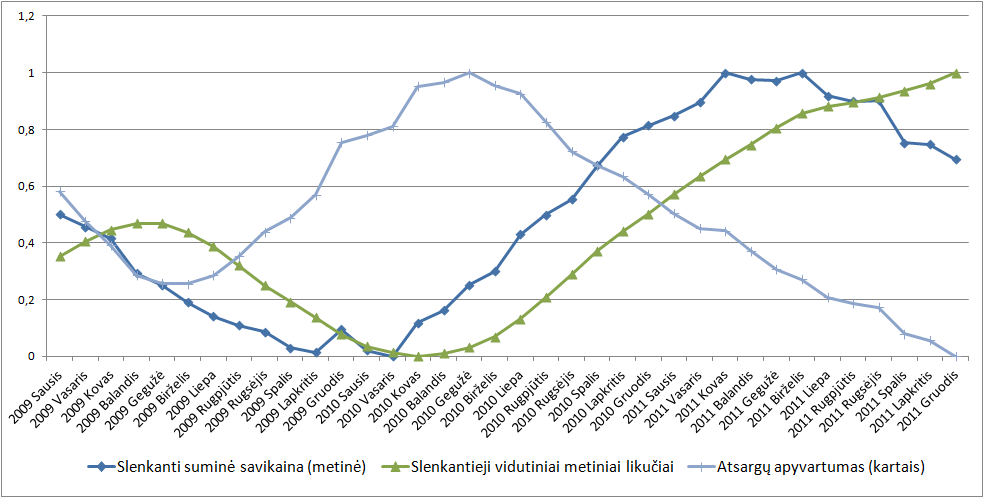 1,2
1
0,8
0,6
0,4
0,2
0
2009 Sausis
2009 Vasaris
2009 Kovas
2009 Balandis
2009 Gegužė
2009 Birželis
2009 Liepa
2009 Rugpjūtis
2009 Rugsėjis
2009 Spalis
2009 Lapkritis
2009 Gruodis
2010 Sausis
2010 Vasaris
2010 Kovas
2010 Balandis
2010 Gegužė
2010 Birželis
2010 Liepa
2010 Rugpjūtis
2010 Rugsėjis
2010 Spalis
2010 Lapkritis
2010 Gruodis
2011 Sausis
2011 Vasaris
2011 Kovas
2011 Balandis
2011 Gegužė
2011 Birželis
2011 Liepa
2011 Rugpjūtis
2011 Rugsėjis
2011 Spalis
2011 Lapkritis
2011 Gruodis
Slenkanti suminė savikaina (metinė)
Slenkantieji vidutiniai metiniai likučiai
Atsargų apyvartumas (kartais)